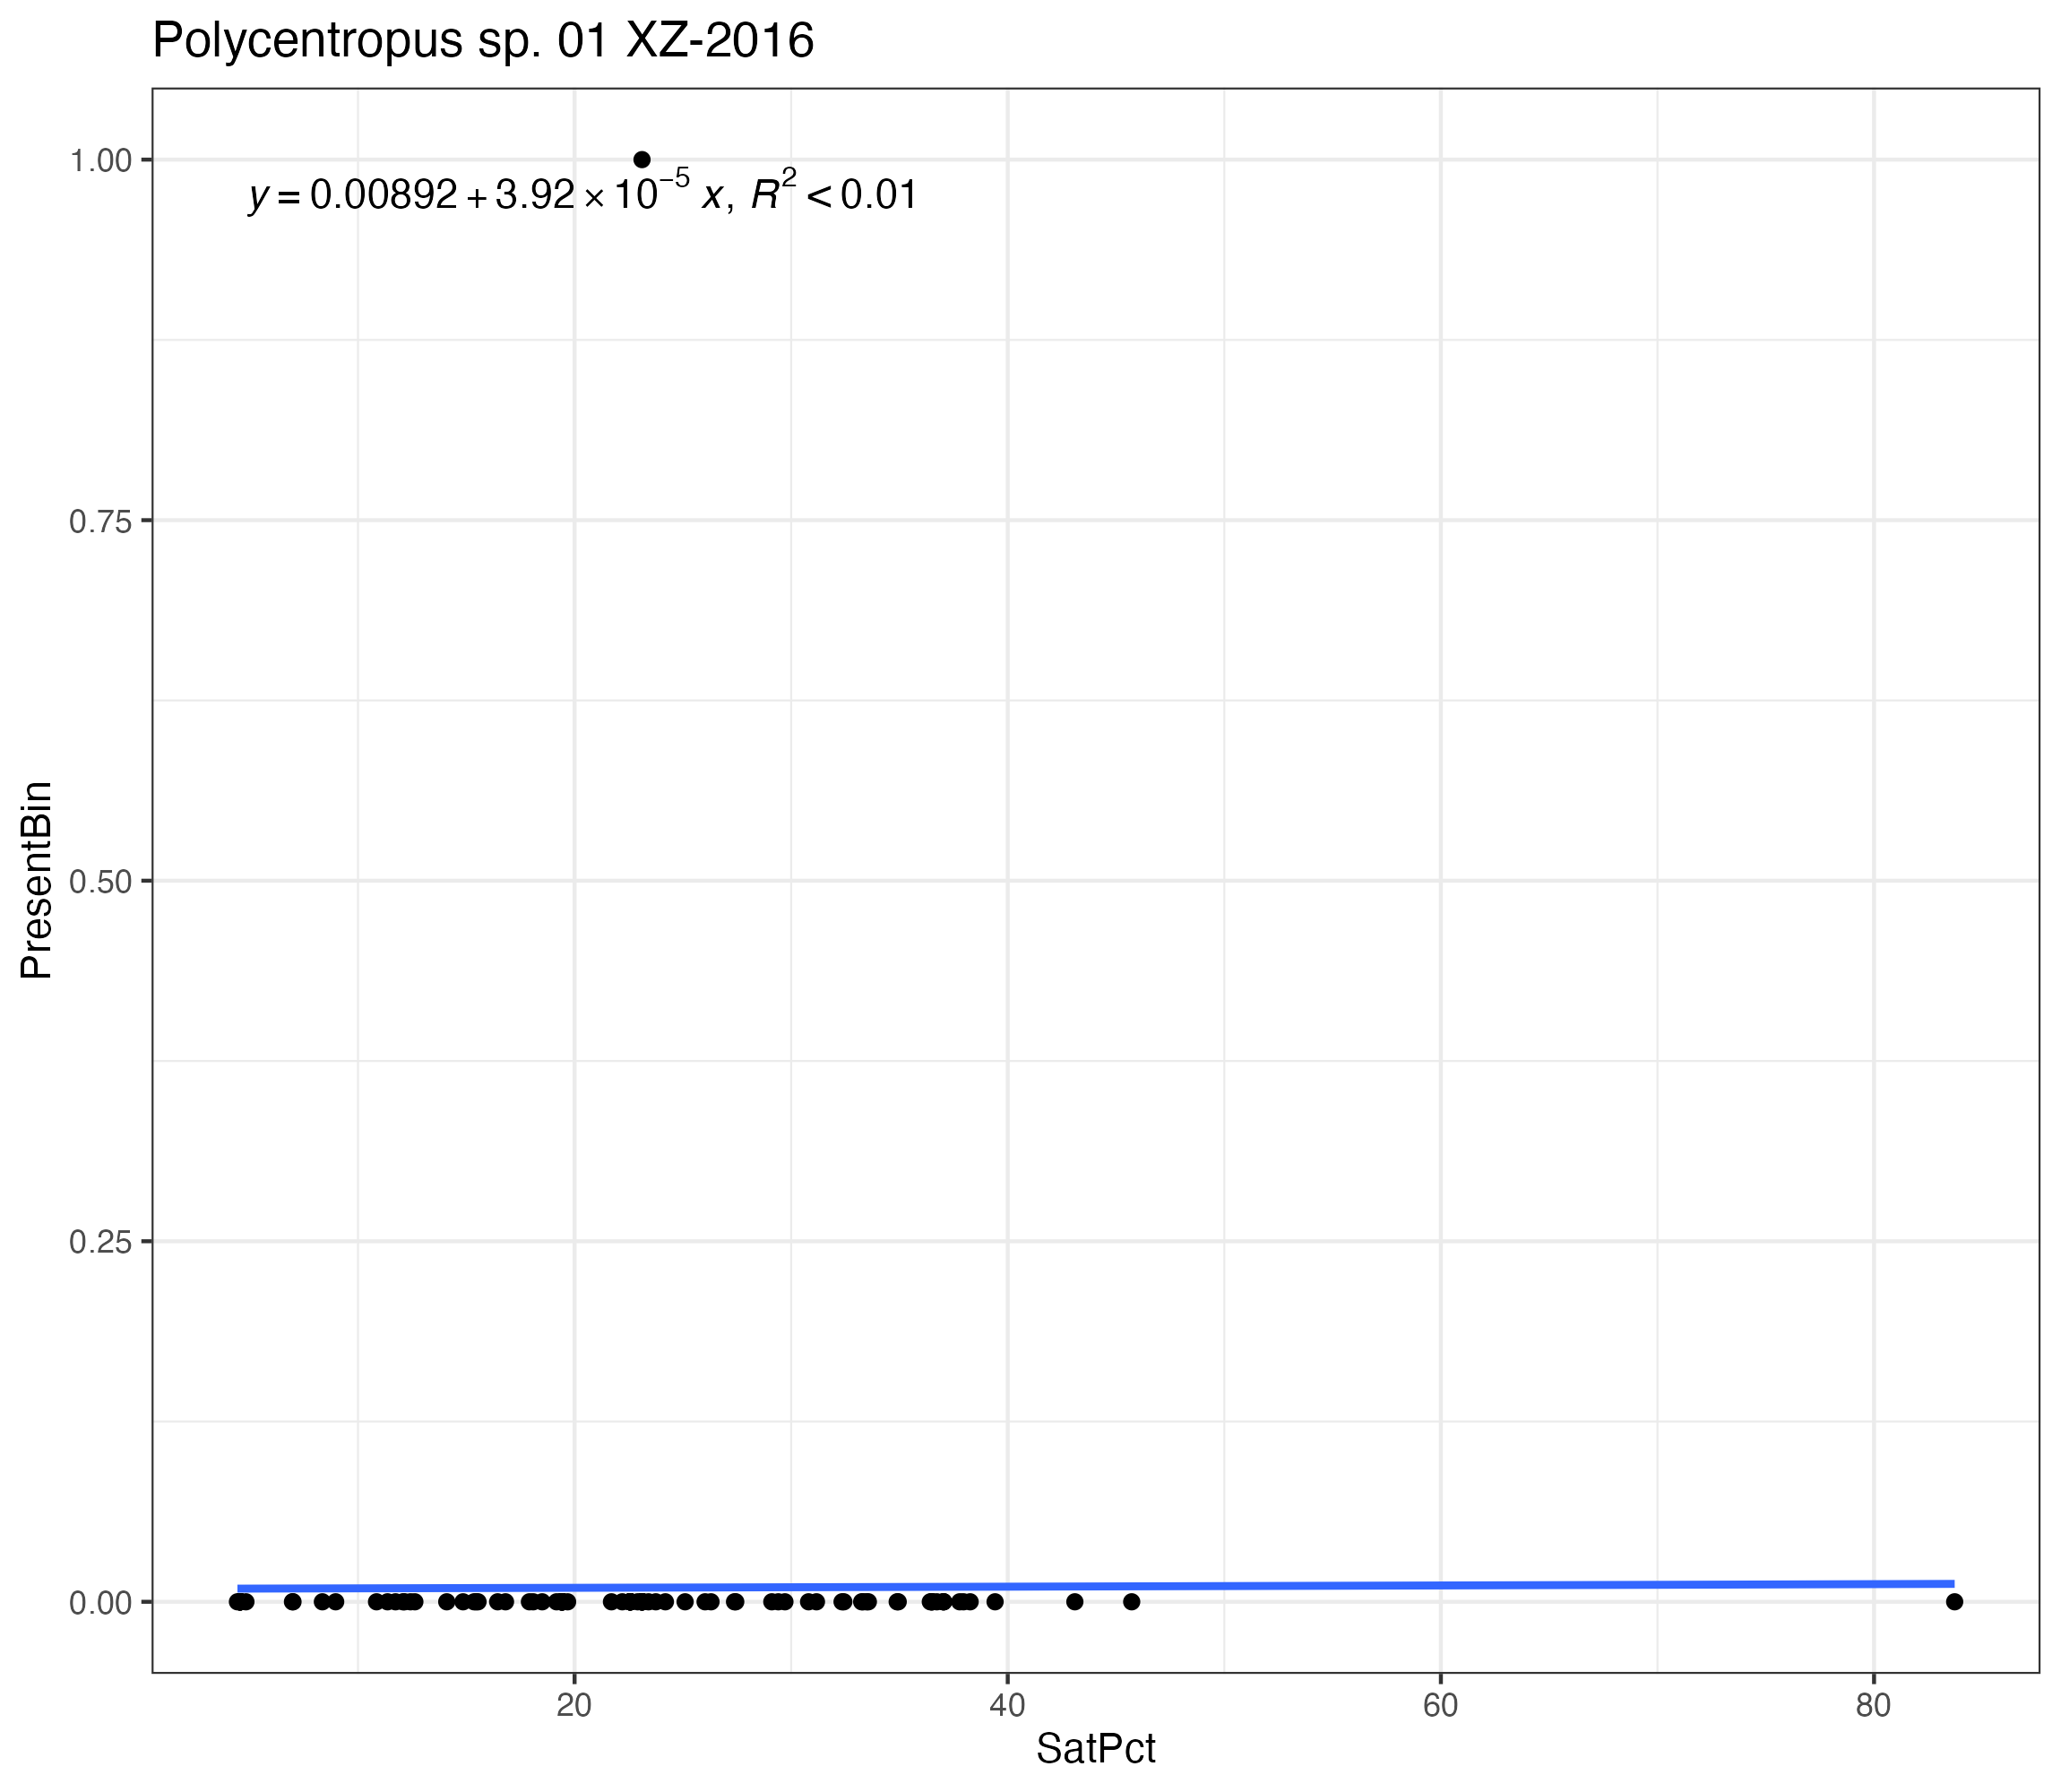 Polycentropus sp. 01 XZ-2016
1.00
y = 0.00892 + 3.92 × 10⁻⁵ x, R² < 0.01
0.75
0.50
0.25
0.00
PresentBin
20 40 60 80
SatPct